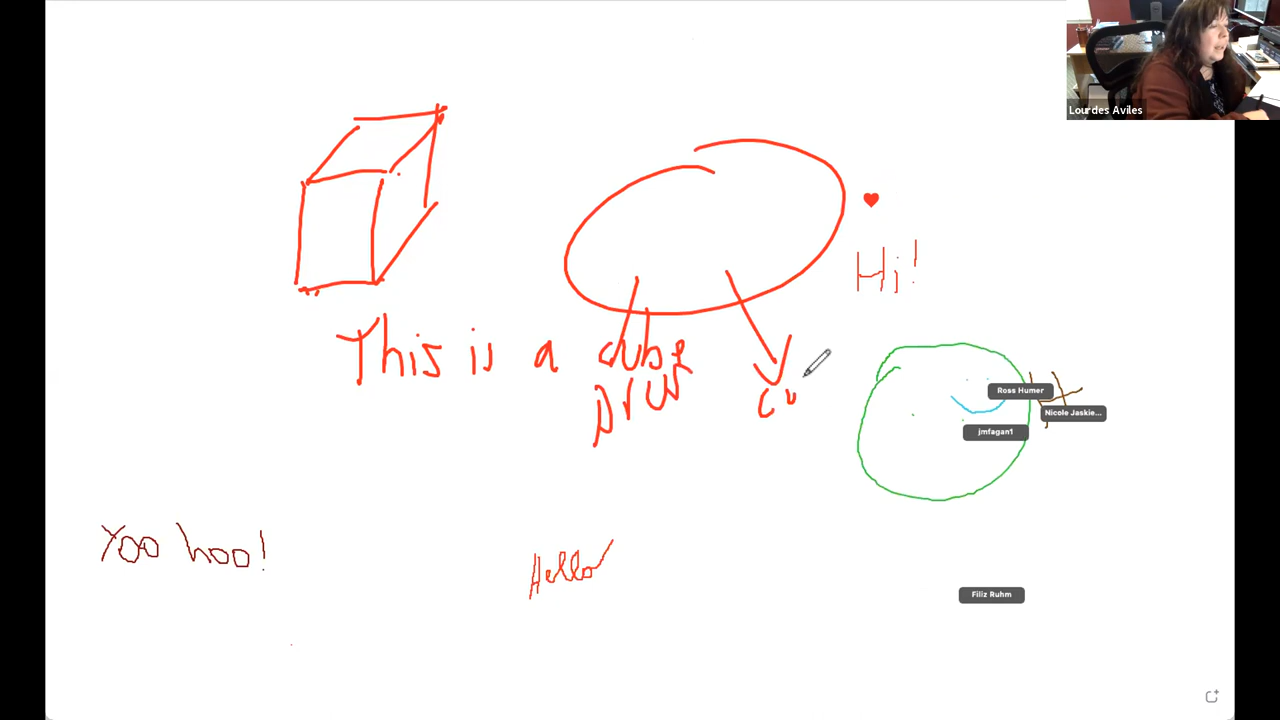 Lourdes Aviles
Hi!
This is a cube
Ross Humer
Nicole Jaskie...
jmfagan1
Yoo hoo!
Hello
Filiz Ruhm